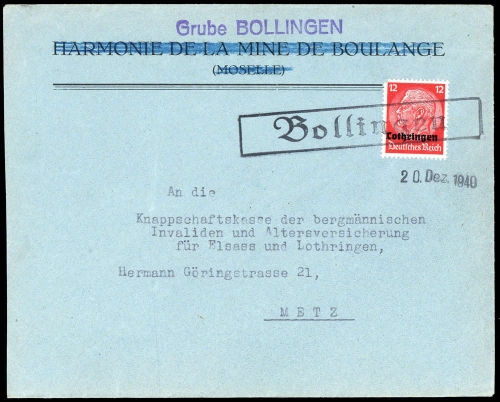 Grube BOLLINGEN
HARMONIE DE LA MINE DE BOULANGE
(MOSELLE)
12 12
Bollingen
Lothringen
Deutsches Reich
20. Dez. 1940
An die
Knappschaftskasse der bergmännischen
Invaliden und Altersversicherung
für Elsass und Lothringen,
Hermann Göringstrasse 21,
METZ